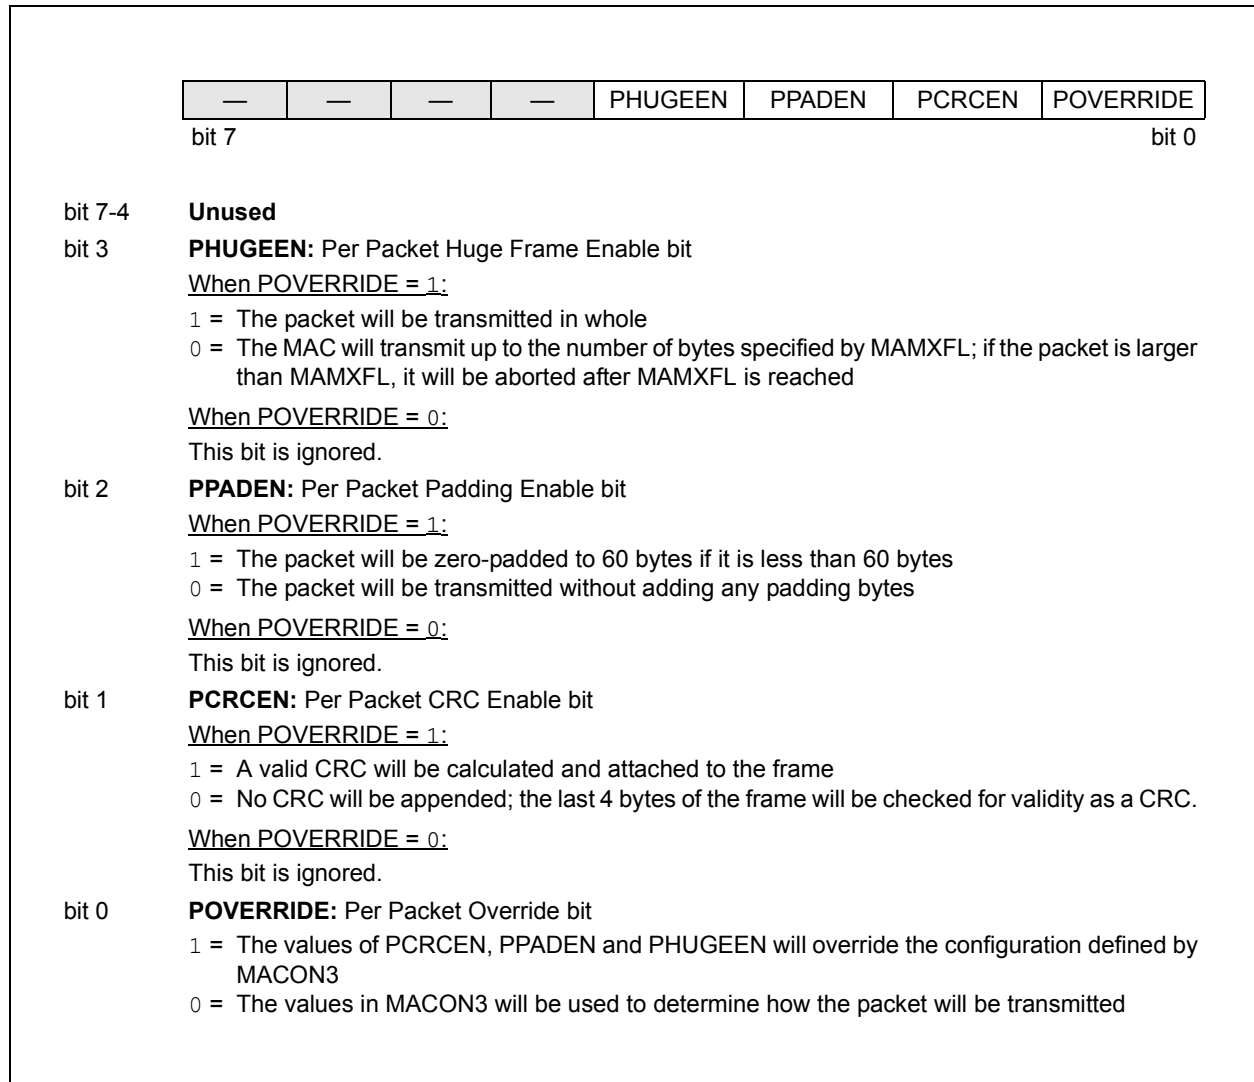 — — — — PHUGEEN PPADEN PCRCEN POVERRIDE
bit 7 bit 0
bit 7-4 Unused
bit 3 PHUGEEN: Per Packet Huge Frame Enable bit
When POVERRIDE = 1:
1 = The packet will be transmitted in whole
0 = The MAC will transmit up to the number of bytes specified by MAMXFL; if the packet is larger
than MAMXFL, it will be aborted after MAMXFL is reached
When POVERRIDE = 0:
This bit is ignored.
bit 2 PPADEN: Per Packet Padding Enable bit
When POVERRIDE = 1:
1 = The packet will be zero-padded to 60 bytes if it is less than 60 bytes
0 = The packet will be transmitted without adding any padding bytes
When POVERRIDE = 0:
This bit is ignored.
bit 1 PCRCEN: Per Packet CRC Enable bit
When POVERRIDE = 1:
1 = A valid CRC will be calculated and attached to the frame
0 = No CRC will be appended; the last 4 bytes of the frame will be checked for validity as a CRC.
When POVERRIDE = 0:
This bit is ignored.
bit 0 POVERRIDE: Per Packet Override bit
1 = The values of PCRCEN, PPADEN and PHUGEEN will override the configuration defined by
MACON3
0 = The values in MACON3 will be used to determine how the packet will be transmitted